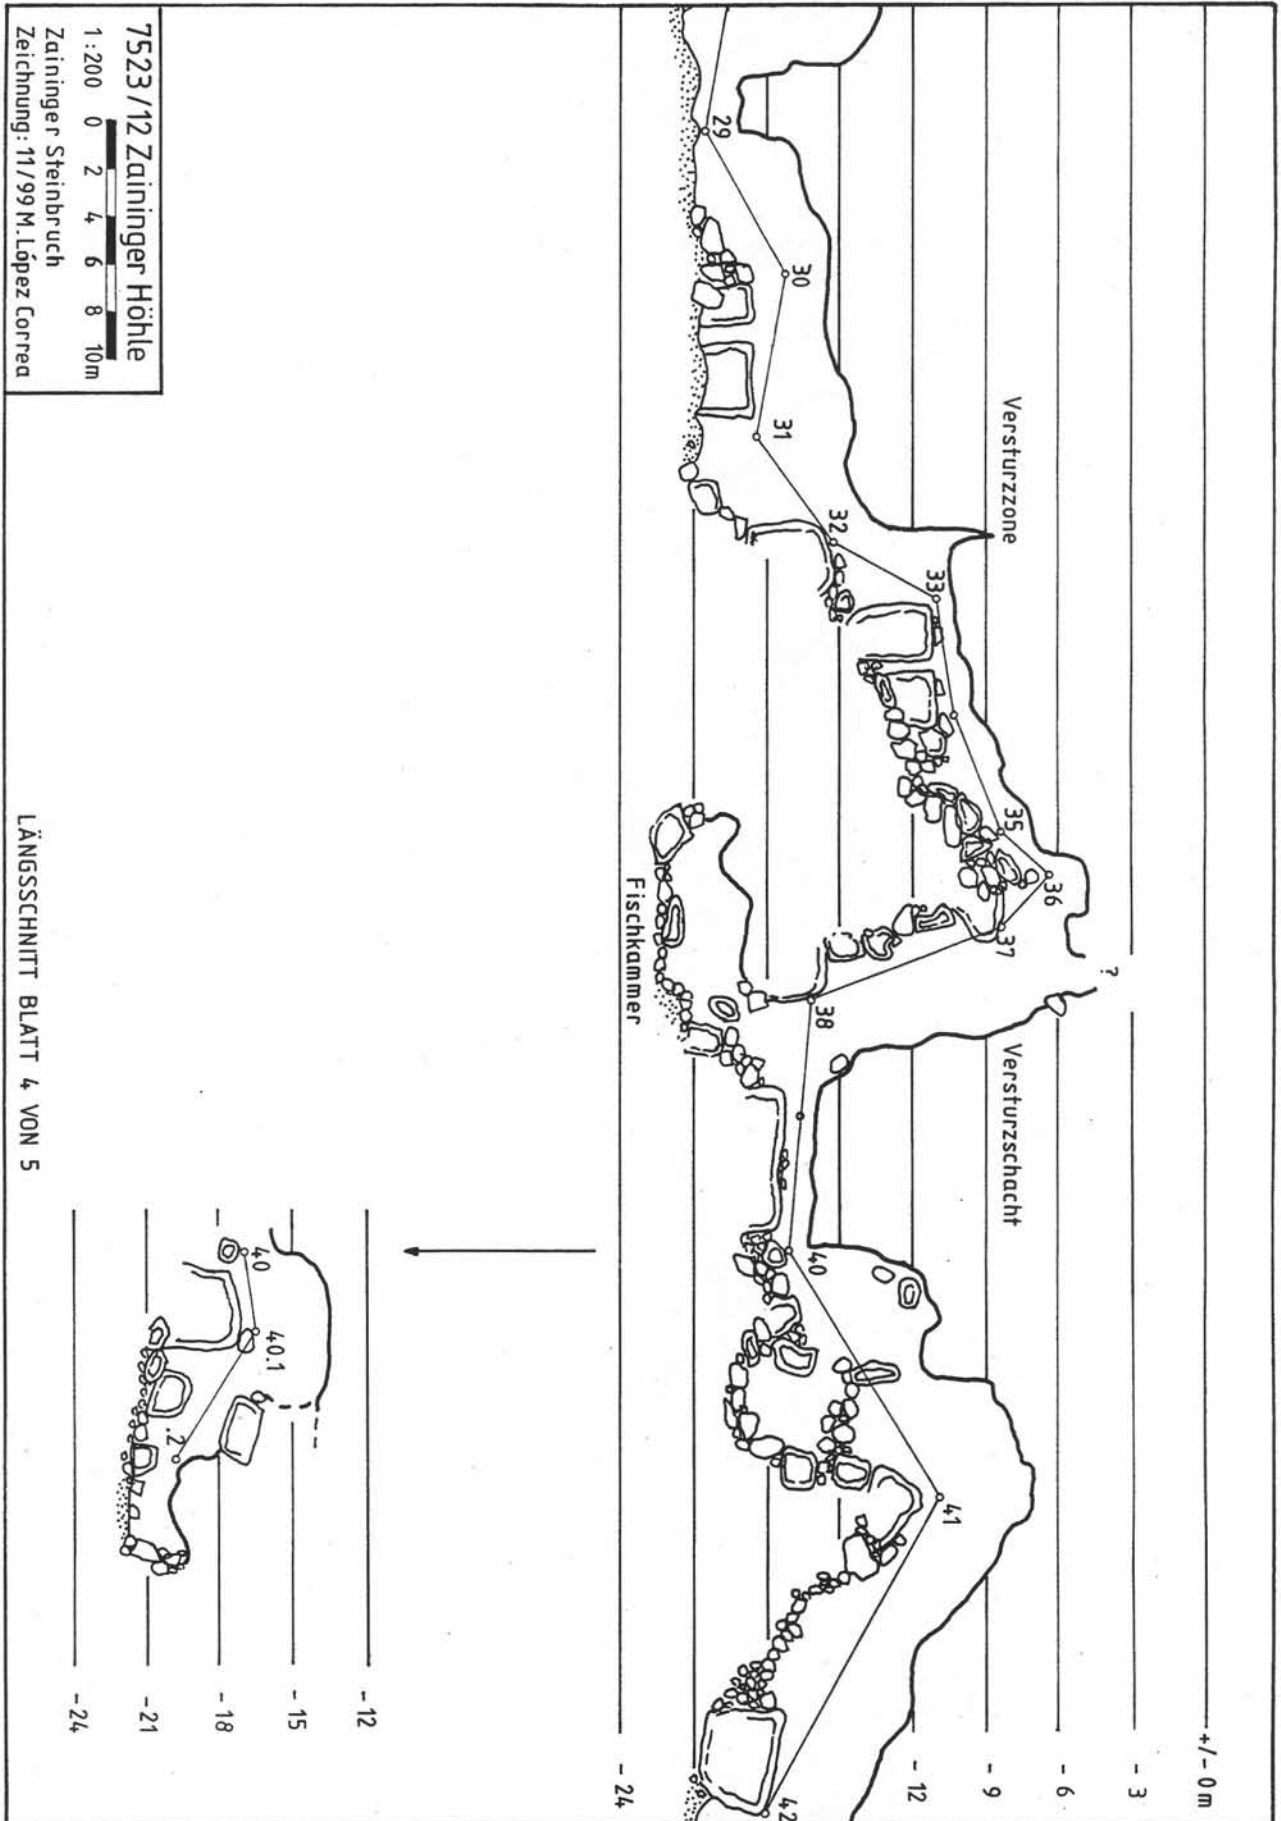 +/- 0 m
- 3
- 6
- 9
- 12
- 24
?
Versturzzone
Versturzschacht
29
30
31
32
33
35
36
37
38
40
41
42
Fischkammer
- 12
- 15
- 18
- 21
- 24
40
40.1
.2
7523/12 Zaininger Höhle
1:200 0 2 4 6 8 10m
Zaininger Steinbruch
Zeichnung: 11/99 M. López Correa
LÄNGSSCHNITT BLATT 4 VON 5